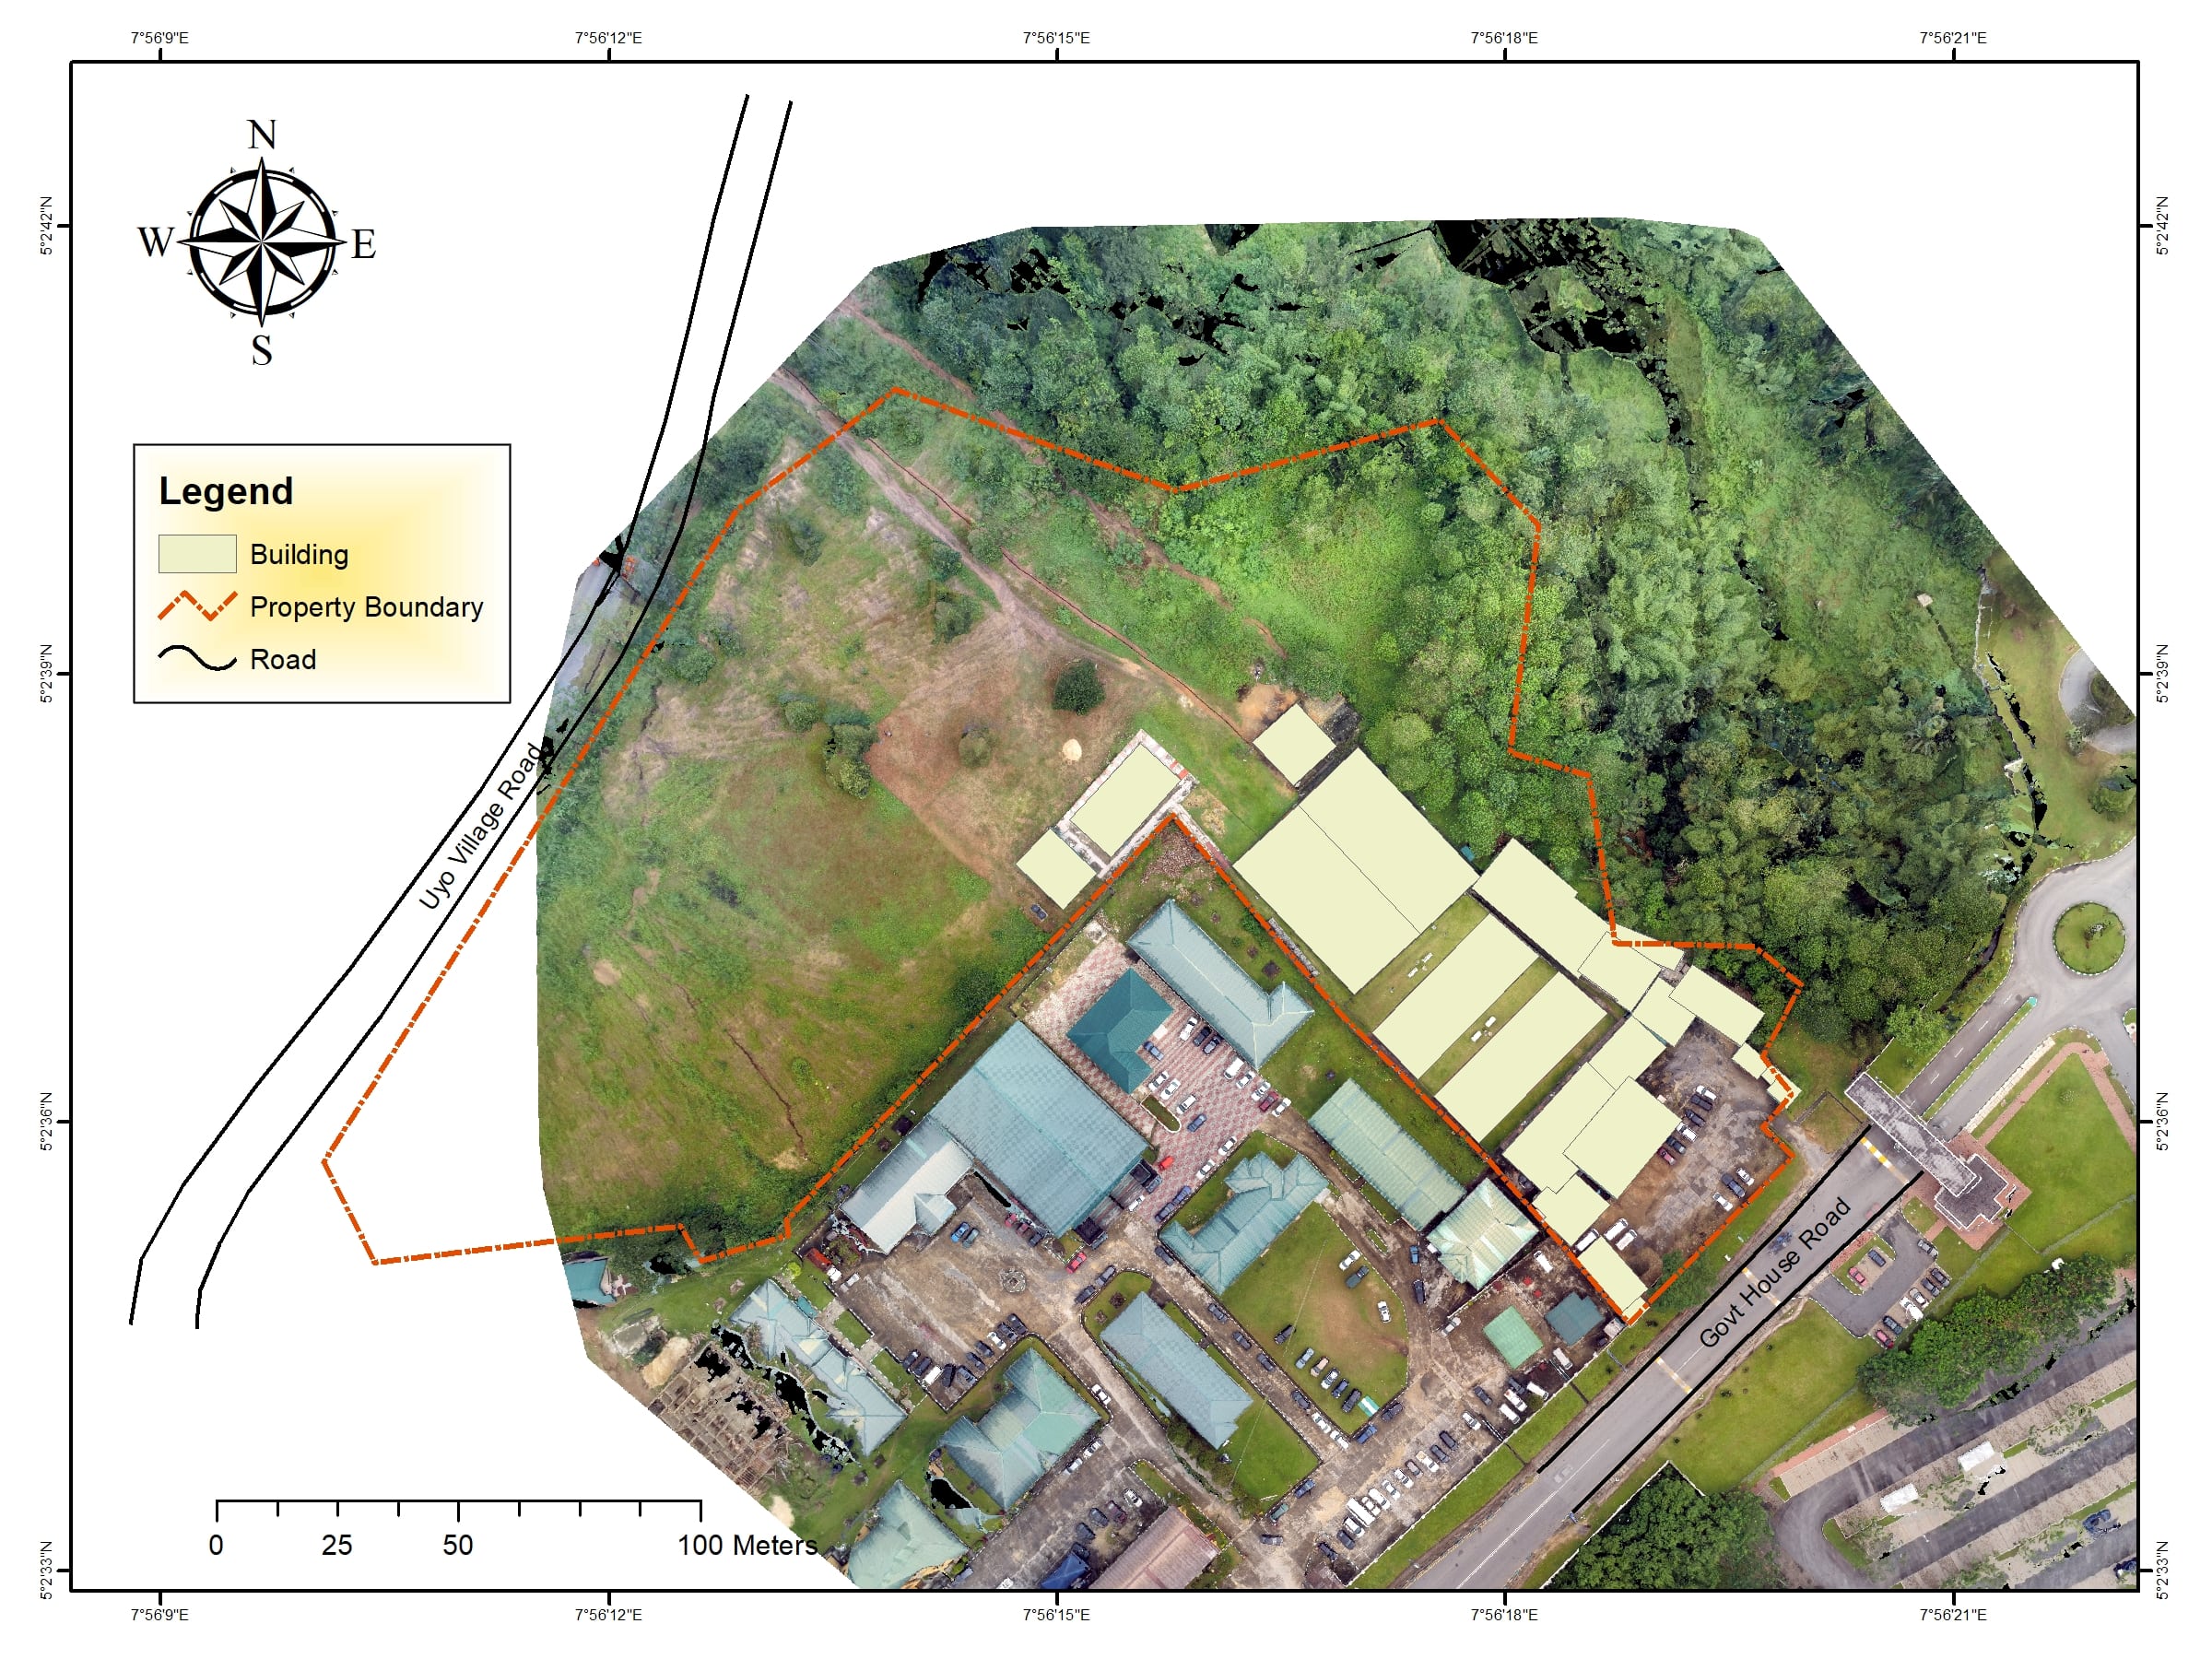 7°56'9"E 7°56'12"E 7°56'15"E 7°56'18"E 7°56'21"E
N
W E
S
5°2'42"N 5°2'42"N
Legend
Building
Property Boundary
Road
5°2'39"N 5°2'39"N
Uyo Village Road
5°2'36"N 5°2'36"N
Govt House Road
0 25 50 100 Meters
5°2'33"N 5°2'33"N
7°56'9"E 7°56'12"E 7°56'15"E 7°56'18"E 7°56'21"E